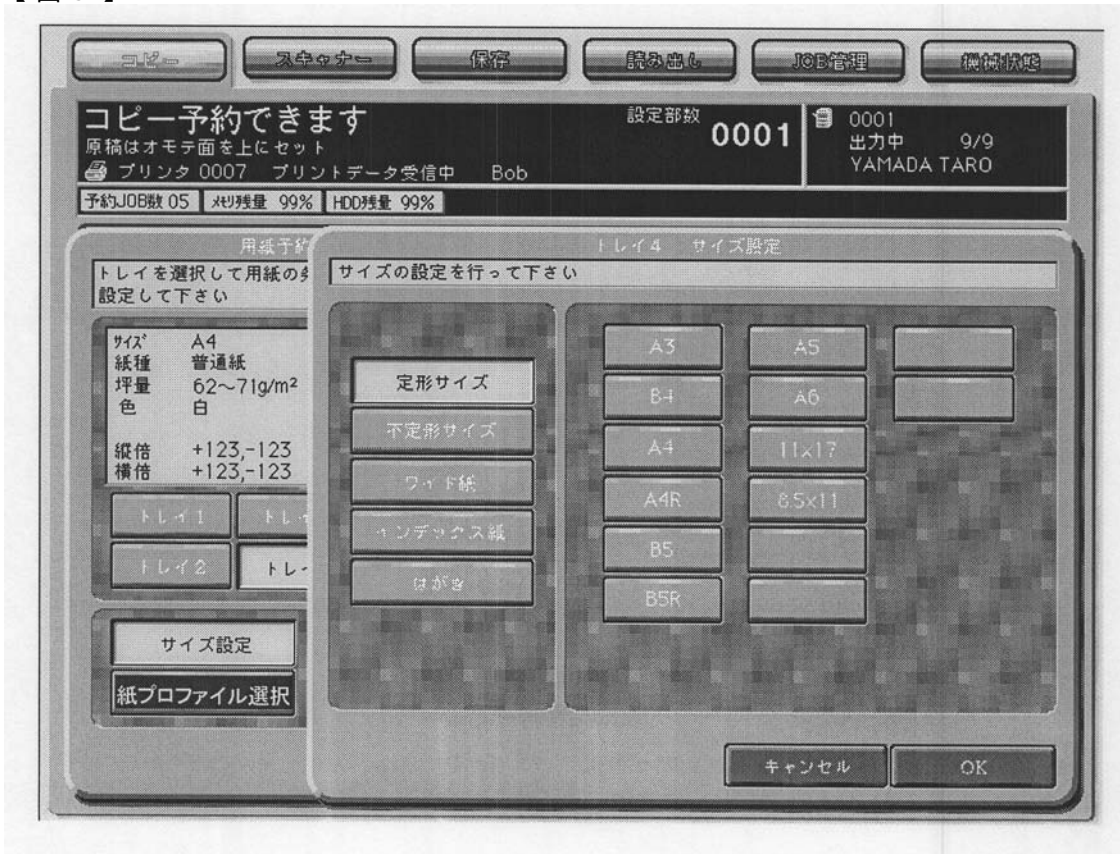 コピー
スキャナー
保存
読み出し
JOB管理
機械状態
コピー予約できます
原稿はオモテ面を上にセット
プリンタ 0007 プリントデータ受信中 Bob
設定部数 0001
0001
出力中 9/9
YAMADA TARO
予約JOB数 05 メモリ残量 99% HDD残量 99%
用紙予約
トレイを選択して用紙の
設定して下さい
サイズ A4
紙種 普通紙
坪量 62～71g/m²
色 白
縦倍 +123,-123
横倍 +123,-123
トレイ1
トレイ2
サイズ設定
紙プロファイル選択
トレイ4 サイズ設定
サイズの設定を行って下さい
定形サイズ
不定形サイズ
ワイド紙
インデックス紙
はがき
A3 A5
B4 A6
A4 11x17
A4R 8.5x11
B5
B5R
キャンセル OK